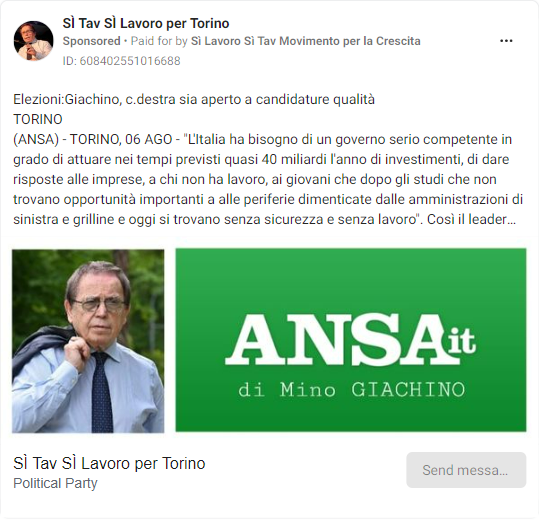 SÌ Tav SÌ Lavoro per Torino
Sponsored • Paid for by Sì Lavoro Sì Tav Movimento per la Crescita
ID: 608402551016688
Elezioni:Giachino, c.destra sia aperto a candidature qualità
TORINO
(ANSA) - TORINO, 06 AGO - "L'Italia ha bisogno di un governo serio competente in
grado di attuare nei tempi previsti quasi 40 miliardi l'anno di investimenti, di dare
risposte alle imprese, a chi non ha lavoro, ai giovani che dopo gli studi che non
trovano opportunità importanti a alle periferie dimenticate dalle amministrazioni di
sinistra e grilline e oggi si trovano senza sicurezza e senza lavoro". Così il leader…
ANSAit
di Mino GIACHINO
SÌ Tav SÌ Lavoro per Torino
Political Party
Send messa…